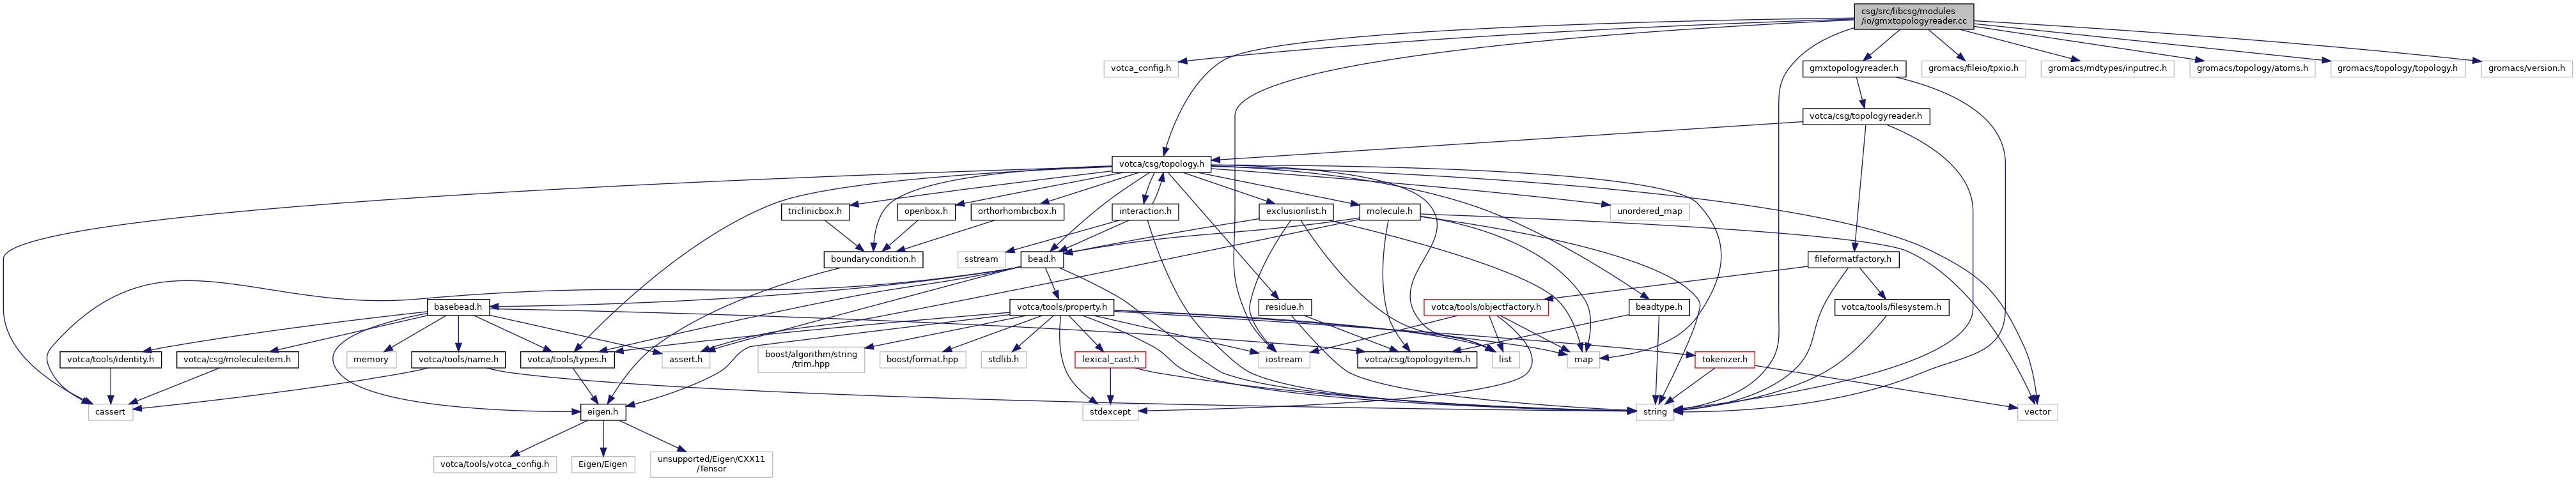 csg/src/libcsg/modules
/io/gmxtopologyreader.cc
votca_config.h
gmxtopologyreader.h
gromacs/fileio/tpxio.h
gromacs/mdtypes/inputrec.h
gromacs/topology/atoms.h
gromacs/topology/topology.h
gromacs/version.h
votca/csg/topologyreader.h
votca/csg/topology.h
triclinicbox.h
openbox.h
orthorhombicbox.h
interaction.h
exclusionlist.h
molecule.h
unordered_map
boundarycondition.h
sstream
bead.h
fileformatfactory.h
basebead.h
votca/tools/property.h
residue.h
votca/tools/objectfactory.h
beadtype.h
votca/tools/filesystem.h
votca/tools/identity.h
votca/csg/moleculeitem.h
memory
votca/tools/name.h
votca/tools/types.h
assert.h
boost/algorithm/string
/trim.hpp
boost/format.hpp
stdlib.h
lexical_cast.h
iostream
votca/csg/topologyitem.h
list
map
tokenizer.h
cassert
eigen.h
stdexcept
string
vector
votca/tools/votca_config.h
Eigen/Eigen
unsupported/Eigen/CXX11
/Tensor